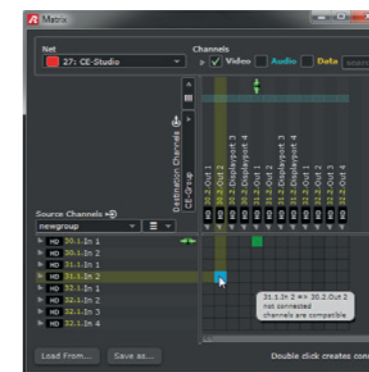 Matrix
Net
Channels
27: CE-Studio
Video
Audio
Data
Destination Channels
CE-Group
HD 30.2.Out 1
HD 30.2.Out 2
HD 30.2.Displayport 3
HD 30.2.Displayport 4
HD 31.2.Out 1
HD 31.2.Out 2
HD 31.2.Displayport 3
HD 31.2.Displayport 4
HD 32.2.Out 1
HD 32.2.Out 2
HD 32.2.Out 3
HD 32.2.Out 4
Source Channels
newgroup
HD 30.1.In 1
HD 30.1.In 2
HD 31.1.In 1
HD 31.1.In 2
HD 32.1.In 1
HD 32.1.In 2
HD 32.1.In 3
HD 32.1.In 4
31.1.In 2 => 30.2.Out 2
not connected
channels are compatible
Load From...
Save as...
Double click creates con